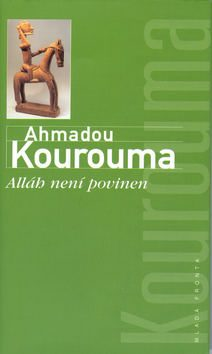 Ahmadou
Kourouma
Alláh není povinen
Kourouma
MLADÁ FRONTA